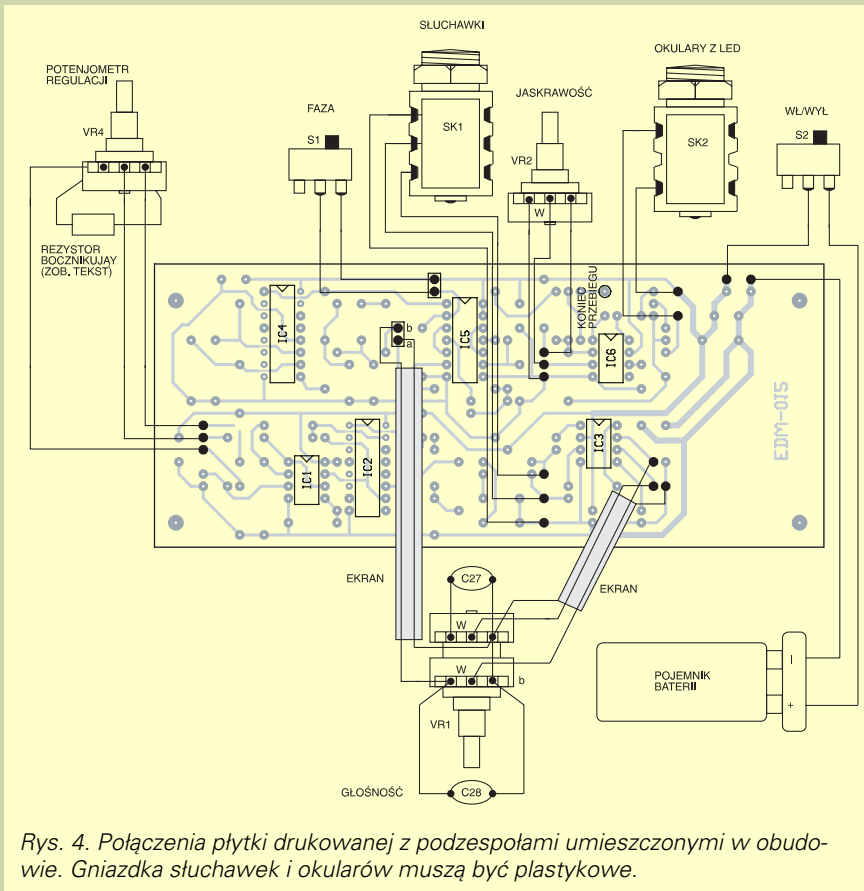 SŁUCHAWKI
OKULARY Z LED
POTENJOMETR
REGULACJI
JASKRAWOŚĆ
FAZA
WŁ/WYŁ
VR4
S1
SK1
VR2
SK2
S2
W
REZYSTOR
BOCZNIKUJĄY
(ZOB. TEKST)
KONIEC
PRZEBIEGU
IC4
b
a
IC5
IC6
EDM-015
IC1
IC2
IC3
EKRAN
C27
EKRAN
W
W
b
POJEMNIK
BATERII
I
+
VR1
GŁOŚNOŚĆ
C28
Rys. 4. Połączenia płytki drukowanej z podzespołami umieszczonymi w obudo-
wie. Gniazdka słuchawek i okularów muszą być plastykowe.